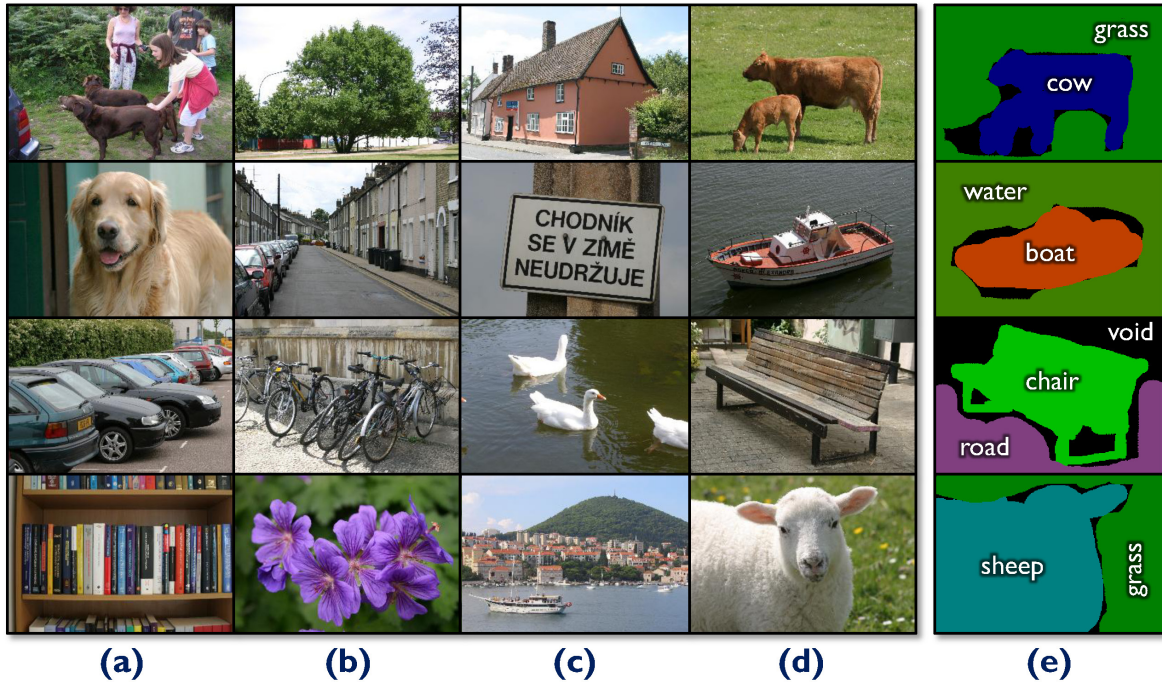 grass
cow
water
boat
CHODNÍK
SE V ZIMĚ
NEUDRŽUJE
void
chair
road
sheep
grass
(a)
(b)
(c)
(d)
(e)